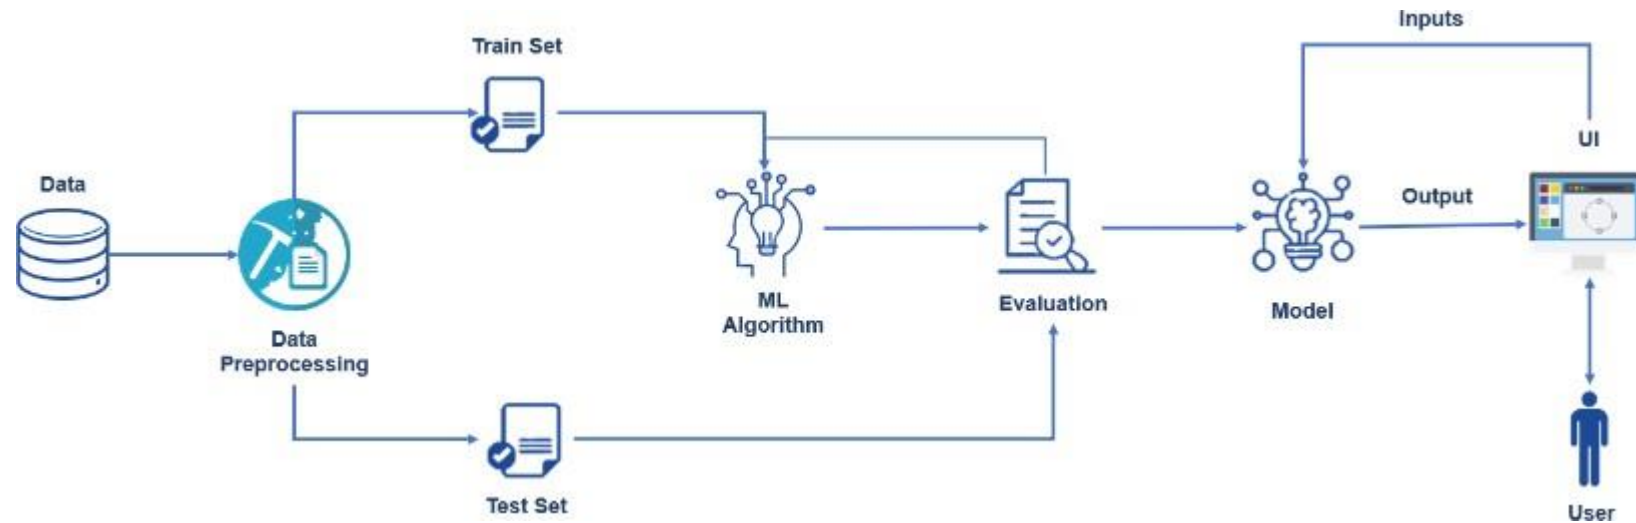 Inputs
Train Set
UI
Data
Output
ML
Algorithm
Evaluation
Model
Data
Preprocessing
Test Set
User